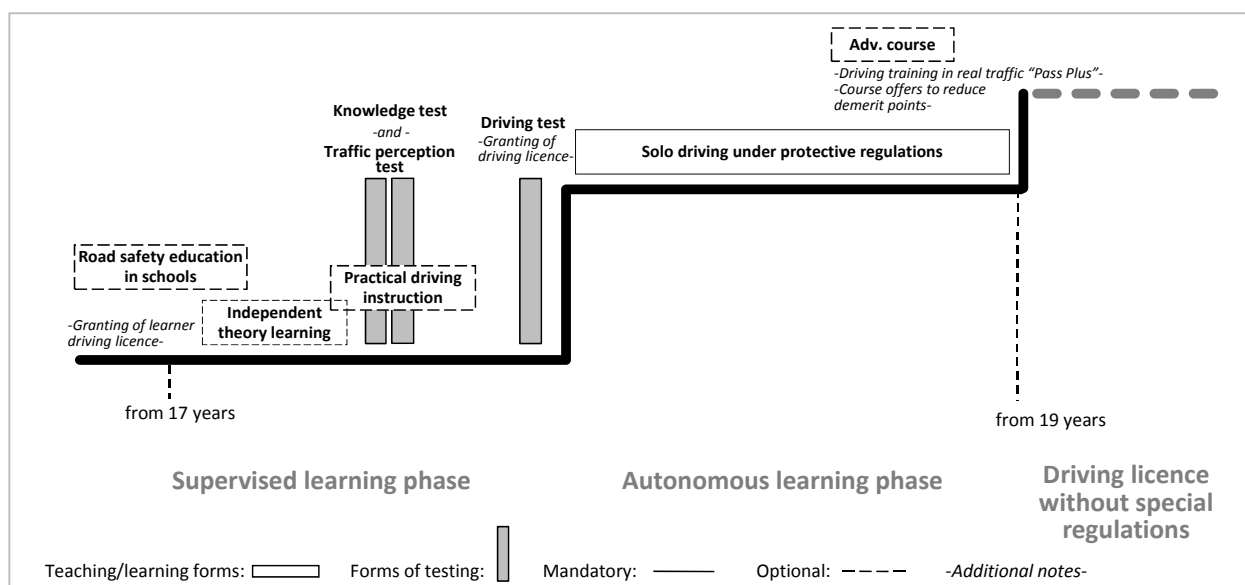 Adv. course
-Driving training in real traffic “Pass Plus”-
-Course offers to reduce
demerit points-
Knowledge test
-and -
Traffic perception
test
Driving test
-Granting of
driving licence-
Solo driving under protective regulations
Road safety education
in schools
Practical driving
instruction
Independent
theory learning
-Granting of learner
driving licence-
from 17 years
from 19 years
Supervised learning phase
Autonomous learning phase
Driving licence
without special
regulations
Teaching/learning forms:
Forms of testing:
Mandatory:
Optional:
-Additional notes-